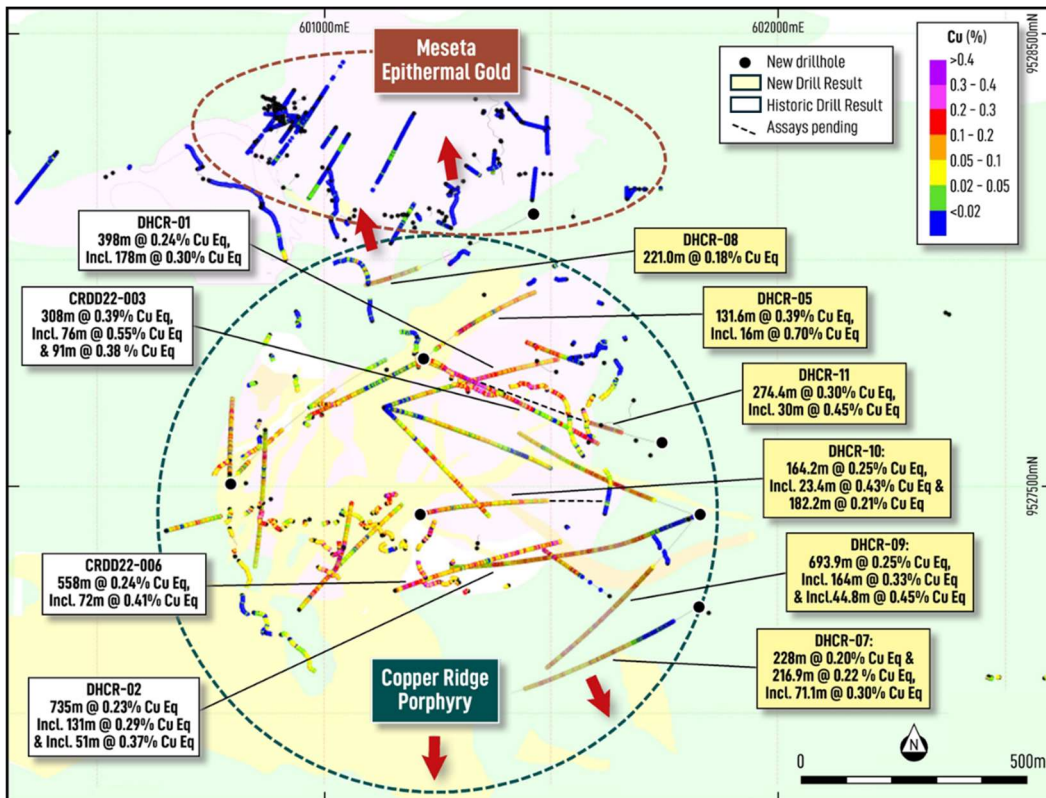 601000mE
602000mE
9528500mN
Meseta
Epithermal Gold
New drillhole
New Drill Result
Historic Drill Result
Assays pending
Cu (%)
>0.4
0.3 - 0.4
0.2 - 0.3
0.1 - 0.2
0.05 - 0.1
0.02 - 0.05
<0.02
DHCR-01
398m @ 0.24% Cu Eq,
Incl. 178m @ 0.30% Cu Eq
DHCR-08
221.0m @ 0.18% Cu Eq
CRDD22-003
308m @ 0.39% Cu Eq,
Incl. 76m @ 0.55% Cu Eq
& 91m @ 0.38 % Cu Eq
DHCR-05
131.6m @ 0.39% Cu Eq,
Incl. 16m @ 0.70% Cu Eq
DHCR-11
274.4m @ 0.30% Cu Eq,
Incl. 30m @ 0.45% Cu Eq
DHCR-10:
164.2m @ 0.25% Cu Eq,
Incl. 23.4m @ 0.43% Cu Eq &
182.2m @ 0.21% Cu Eq
9527500mN
CRDD22-006
558m @ 0.24% Cu Eq,
Incl. 72m @ 0.41% Cu Eq
DHCR-09:
693.9m @ 0.25% Cu Eq,
Incl. 164m @ 0.33% Cu Eq
& Incl.44.8m @ 0.45% Cu Eq
DHCR-02
735m @ 0.23% Cu Eq
Incl. 131m @ 0.29% Cu Eq
& Incl. 51m @ 0.37% Cu Eq
Copper Ridge
Porphyry
DHCR-07:
228m @ 0.20% Cu Eq &
216.9m @ 0.22 % Cu Eq,
Incl. 71.1m @ 0.30% Cu Eq
N
0
500m